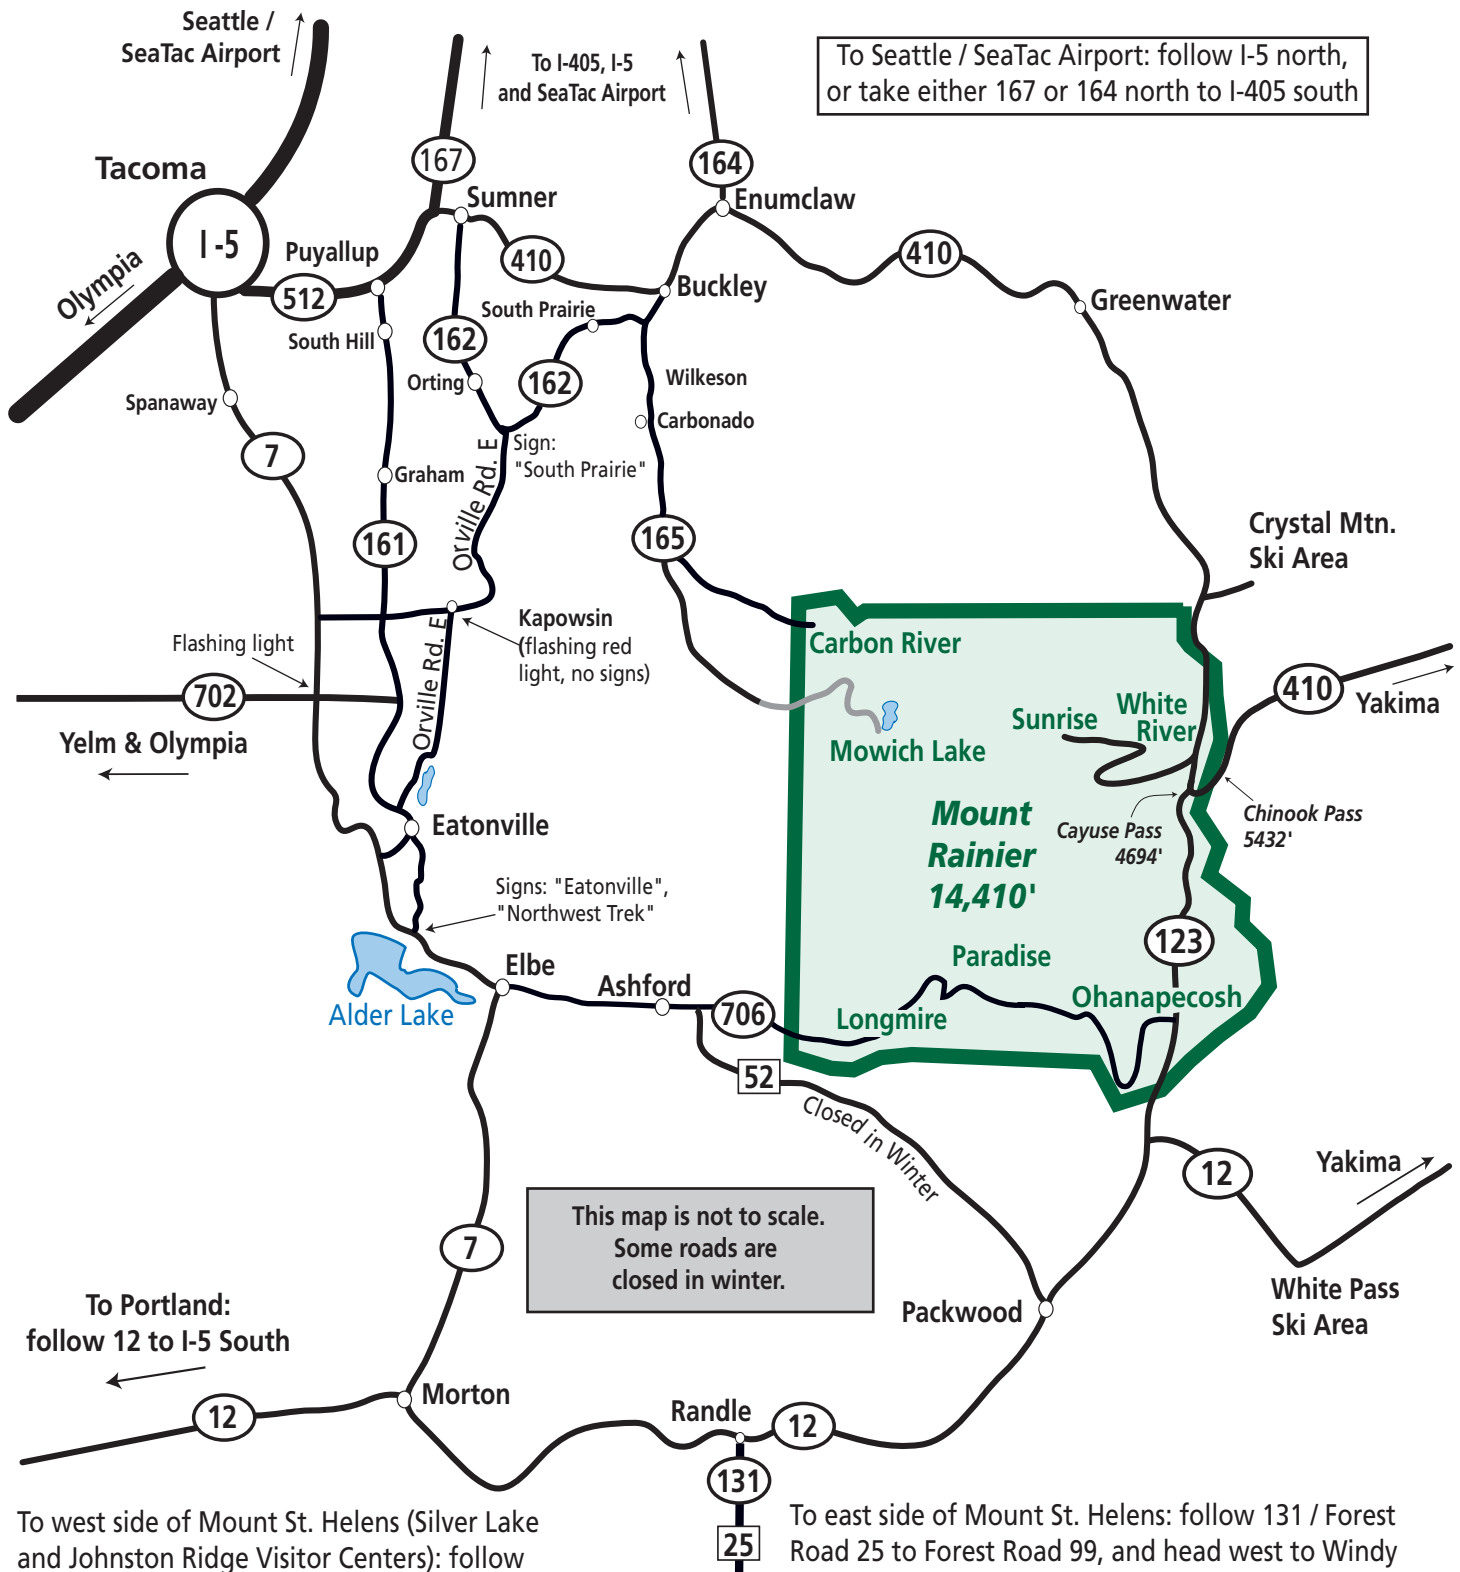 Seattle /
SeaTac Airport
To I-405, I-5
and SeaTac Airport
To Seattle / SeaTac Airport: follow I-5 north,
or take either 167 or 164 north to I-405 south
Tacoma
167
164
Sumner
Enumclaw
I -5
Puyallup
410
410
Olympia
512
Buckley
Greenwater
South Prairie
South Hill
162
Orting
162
Wilkeson
Spanaway
Carbonado
7
Sign:
"South Prairie"
Graham
Orville Rd. E
161
165
Crystal Mtn.
Ski Area
Kapowsin
(flashing red
light, no signs)
Flashing light
Orville Rd. E
Carbon River
702
410
Yakima
Yelm & Olympia
Sunrise
White
River
Mowich Lake
Mount
Rainier
14,410'
Cayuse Pass
4694'
Chinook Pass
5432'
Eatonville
Signs: "Eatonville",
"Northwest Trek"
123
Paradise
Elbe
Ashford
Ohanapecosh
Alder Lake
706
Longmire
52
Closed in Winter
12
Yakima
This map is not to scale.
Some roads are
closed in winter.
7
White Pass
Ski Area
To Portland:
follow 12 to I-5 South
Packwood
Morton
12
Randle
12
131
To west side of Mount St. Helens (Silver Lake
and Johnston Ridge Visitor Centers): follow
25
To east side of Mount St. Helens: follow 131 / Forest
Road 25 to Forest Road 99, and head west to Windy